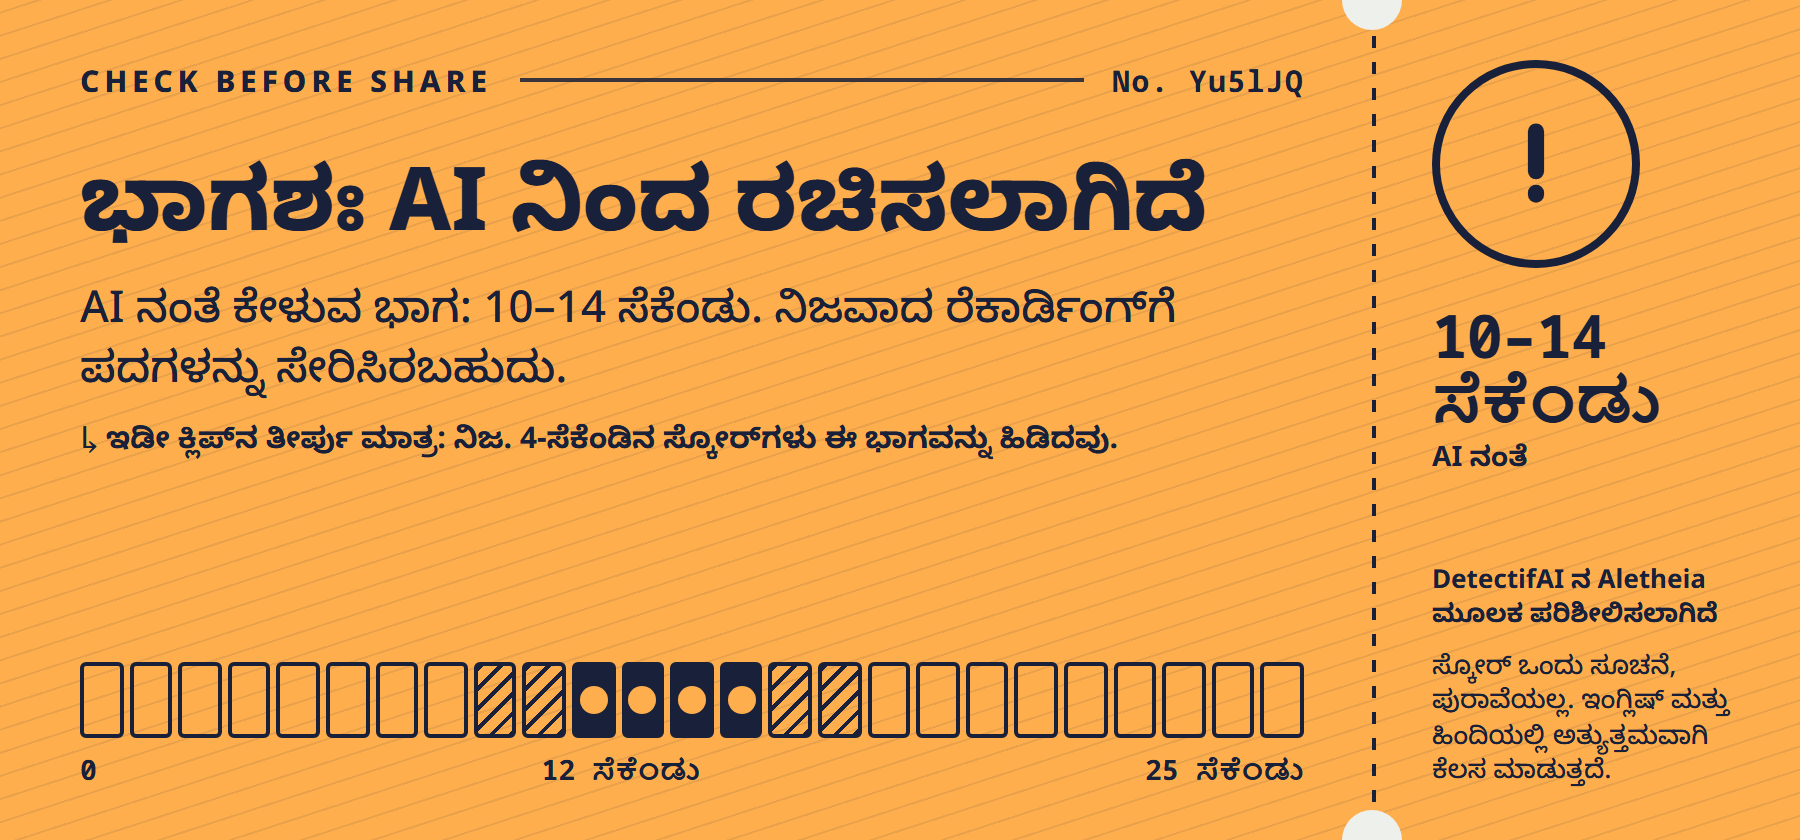 CHECK BEFORE SHARE
No. Yu5lJQ
ಭಾಗಶಃ AI ನಿಂದ ರಚಿಸಲಾಗಿದೆ
AI ನಂತೆ ಕೇಳುವ ಭಾಗ: 10–14 ಸೆಕೆಂಡು. ನಿಜವಾದ ರೆಕಾರ್ಡಿಂಗ್‌ಗೆ
ಪದಗಳನ್ನು ಸೇರಿಸಿರಬಹುದು.
↳ ಇಡೀ ಕ್ಲಿಪ್‌ನ ತೀರ್ಪು ಮಾತ್ರ: ನಿಜ. 4-ಸೆಕೆಂಡಿನ ಸ್ಕೋರ್‌ಗಳು ಈ ಭಾಗವನ್ನು ಹಿಡಿದವು.
0
12 ಸೆಕೆಂಡು
25 ಸೆಕೆಂಡು
!
10–14
ಸೆಕೆಂಡು
AI ನಂತೆ
DetectifAI ನ Aletheia
ಮೂಲಕ ಪರಿಶೀಲಿಸಲಾಗಿದೆ
ಸ್ಕೋರ್ ಒಂದು ಸೂಚನೆ,
ಪುರಾವೆಯಲ್ಲ. ಇಂಗ್ಲಿಷ್ ಮತ್ತು
ಹಿಂದಿಯಲ್ಲಿ ಅತ್ಯುತ್ತಮವಾಗಿ
ಕೆಲಸ ಮಾಡುತ್ತದೆ.